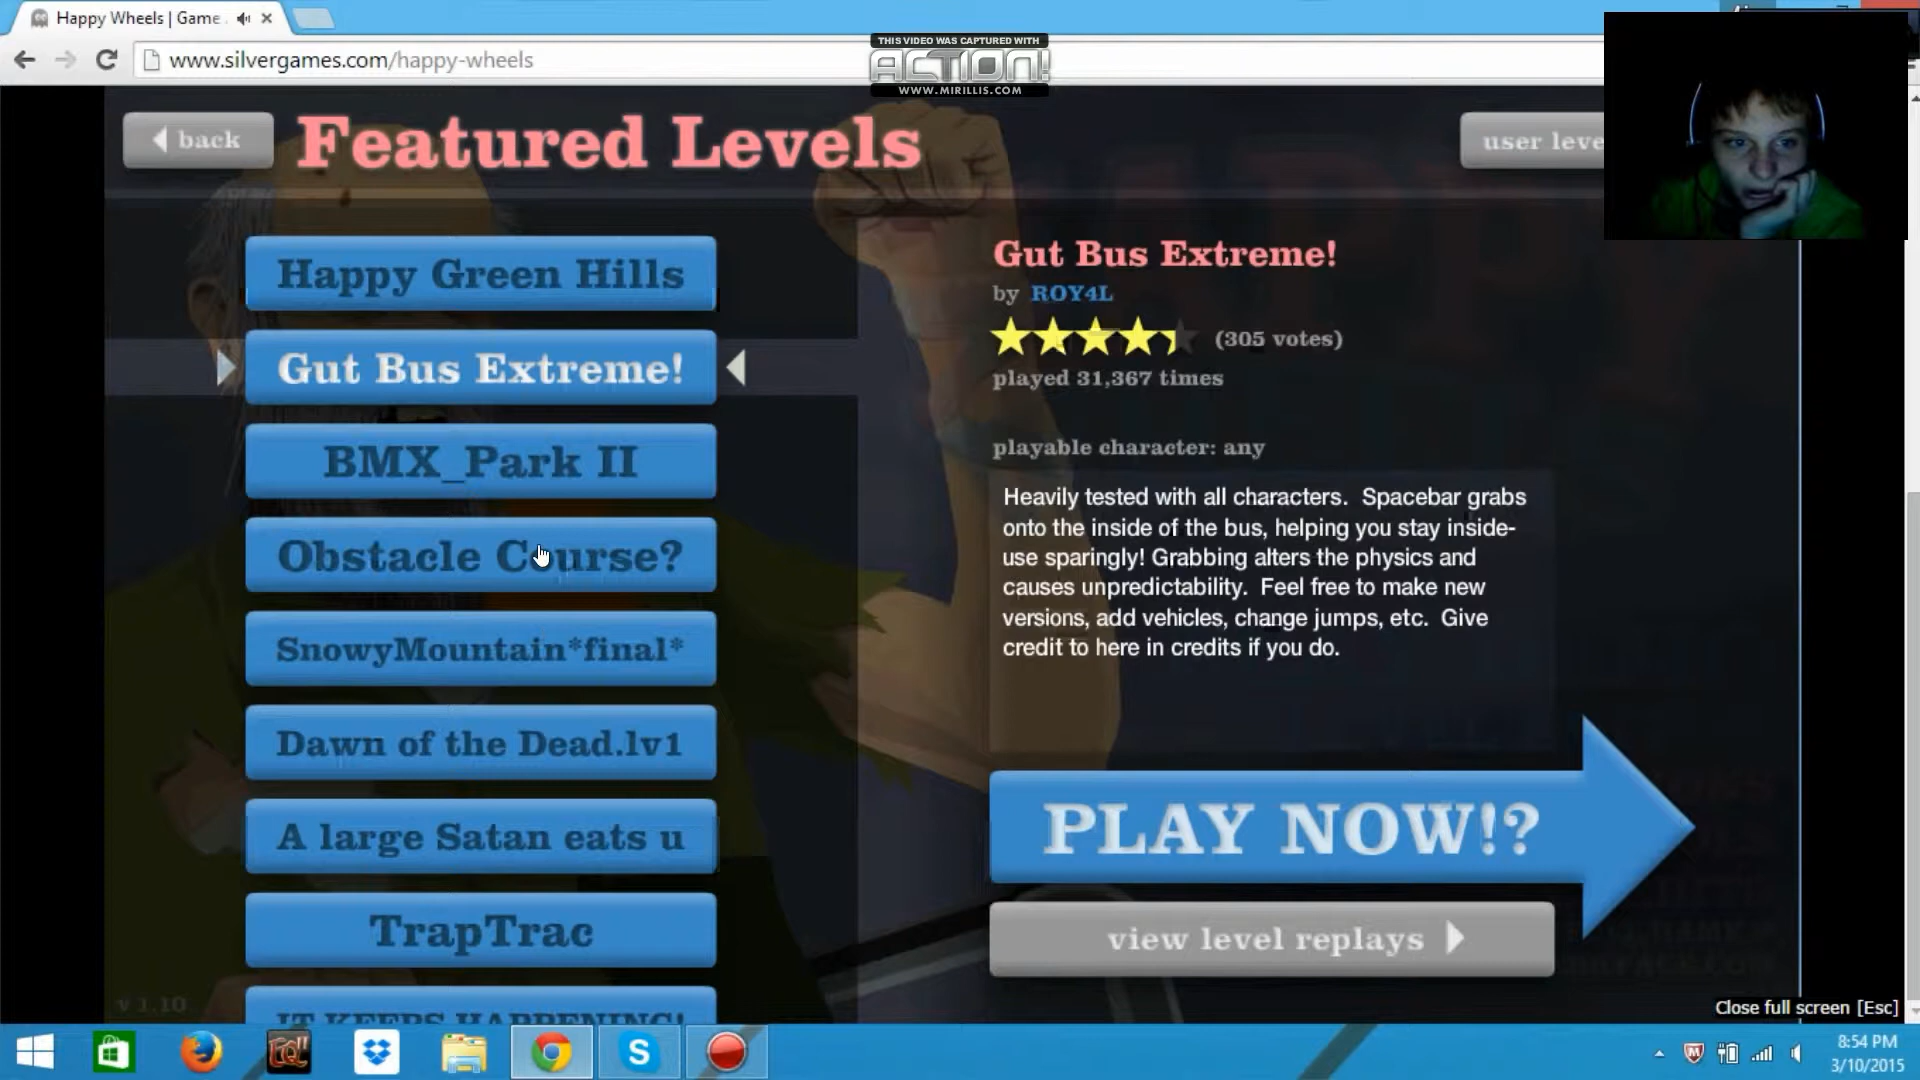 Happy Wheels | Game
www.silvergames.com/happy-wheels
THIS VIDEO WAS CAPTURED WITH
ACTION!
WWW.MIRILLIS.COM
back
Featured Levels
user leve
Happy Green Hills
Gut Bus Extreme!
BMX_Park II
Obstacle Course?
SnowyMountain*final*
Dawn of the Dead.lv1
A large Satan eats u
TrapTrac
IT KEEPS HAPPENING!
v 1.10
Gut Bus Extreme!
by ROY4L
(305 votes)
played 31,367 times
playable character: any
Heavily tested with all characters. Spacebar grabs
onto the inside of the bus, helping you stay inside-
use sparingly! Grabbing alters the physics and
causes unpredictability. Feel free to make new
versions, add vehicles, change jumps, etc. Give
credit to here in credits if you do.
PLAY NOW!?
view level replays
Close full screen [Esc]
8:54 PM
3/10/2015